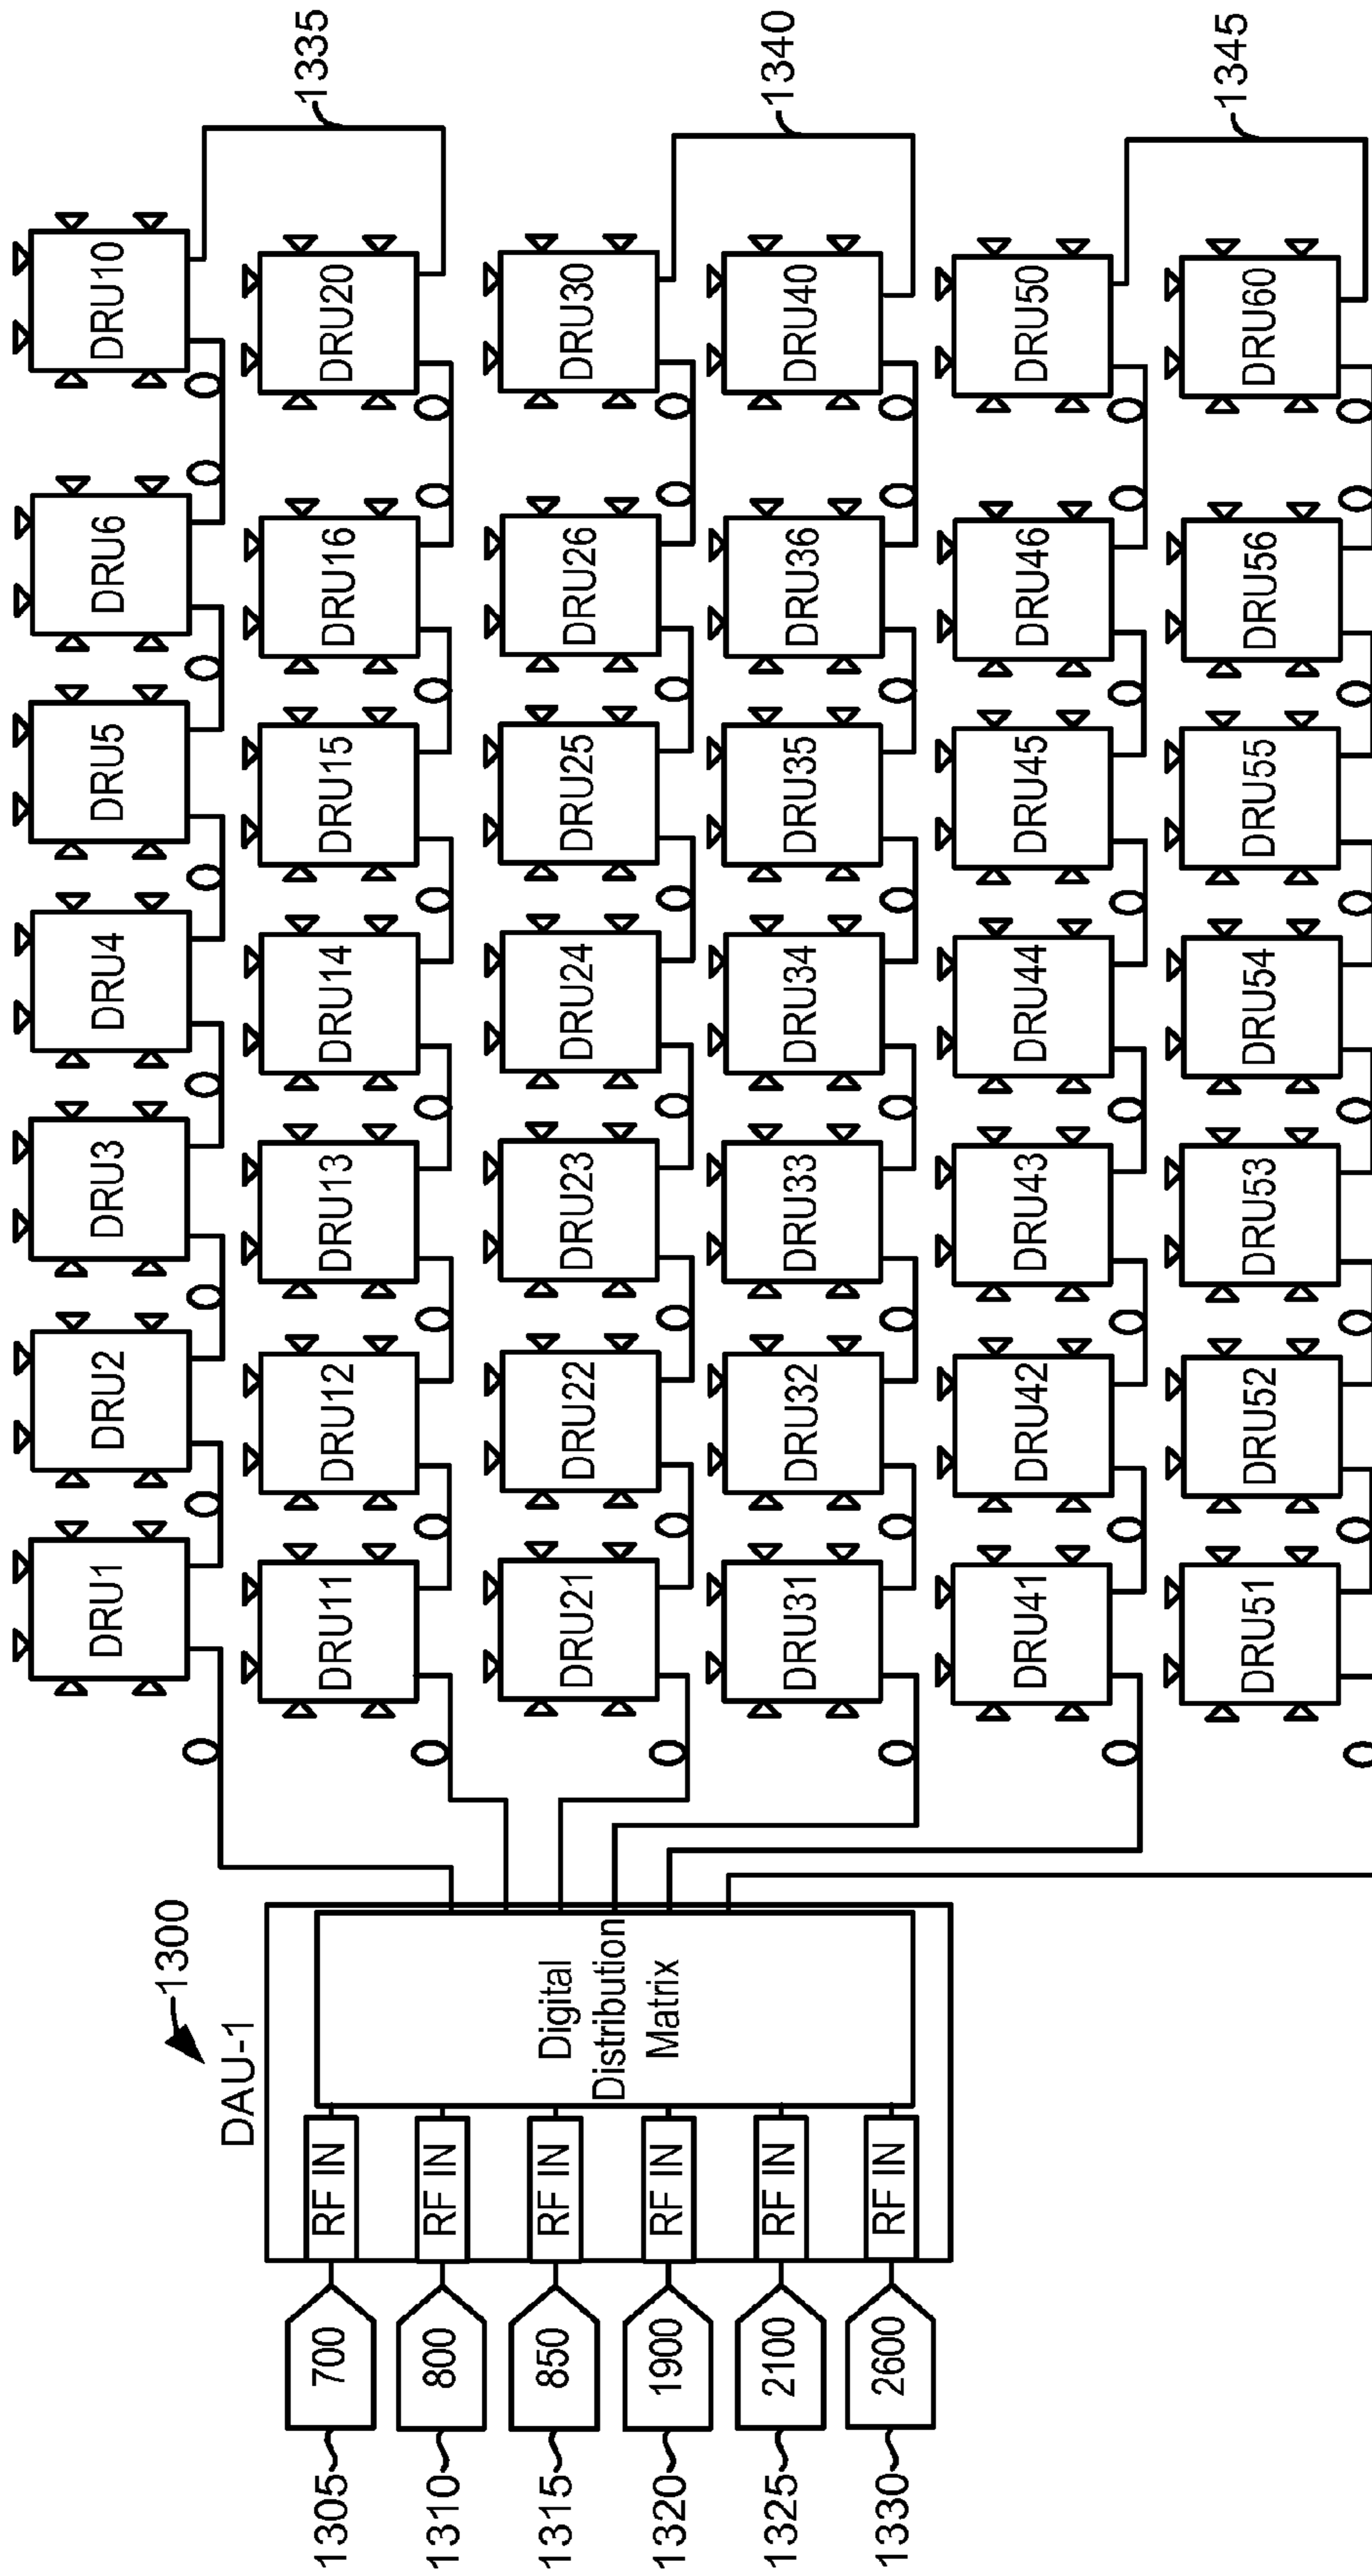 1300
DAU-1
1305
700
RF IN
1310
800
RF IN
1315
850
RF IN
1320
1900
RF IN
1325
2100
RF IN
1330
2600
RF IN
Digital
Distribution
Matrix
DRU1
DRU2
DRU3
DRU4
DRU5
DRU6
DRU10
1335
DRU11
DRU12
DRU13
DRU14
DRU15
DRU16
DRU20
DRU21
DRU22
DRU23
DRU24
DRU25
DRU26
DRU30
1340
DRU31
DRU32
DRU33
DRU34
DRU35
DRU36
DRU40
DRU41
DRU42
DRU43
DRU44
DRU45
DRU46
DRU50
1345
DRU51
DRU52
DRU53
DRU54
DRU55
DRU56
DRU60